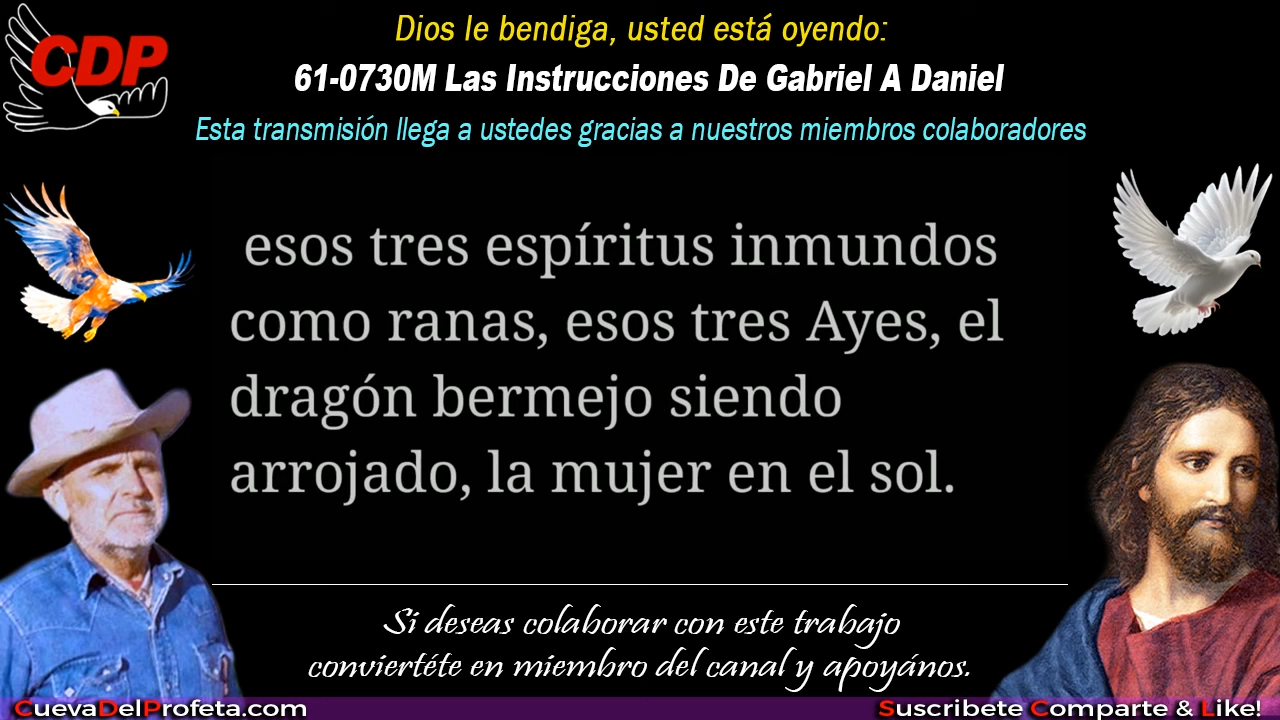 CDP
Dios le bendiga, usted está oyendo:
61-0730M Las Instrucciones De Gabriel A Daniel
Esta transmisión llega a ustedes gracias a nuestros miembros colaboradores
esos tres espíritus inmundos
como ranas, esos tres Ayes, el
dragón bermejo siendo
arrojado, la mujer en el sol.
Si deseas colaborar con este trabajo
conviertéte en miembro del canal y apoyános.
CuevaDelProfeta.com
Suscribete Comparte & Like!